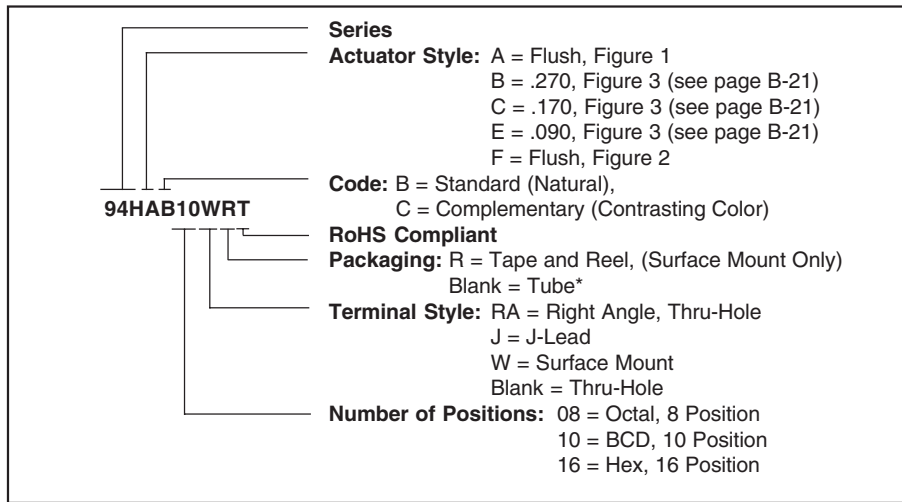 Series
Actuator Style: A = Flush, Figure 1
B = .270, Figure 3 (see page B-21)
C = .170, Figure 3 (see page B-21)
E = .090, Figure 3 (see page B-21)
F = Flush, Figure 2
Code: B = Standard (Natural),
C = Complementary (Contrasting Color)
94HAB10WRT
RoHS Compliant
Packaging: R = Tape and Reel, (Surface Mount Only)
Blank = Tube*
Terminal Style: RA = Right Angle, Thru-Hole
J = J-Lead
W = Surface Mount
Blank = Thru-Hole
Number of Positions: 08 = Octal, 8 Position
10 = BCD, 10 Position
16 = Hex, 16 Position